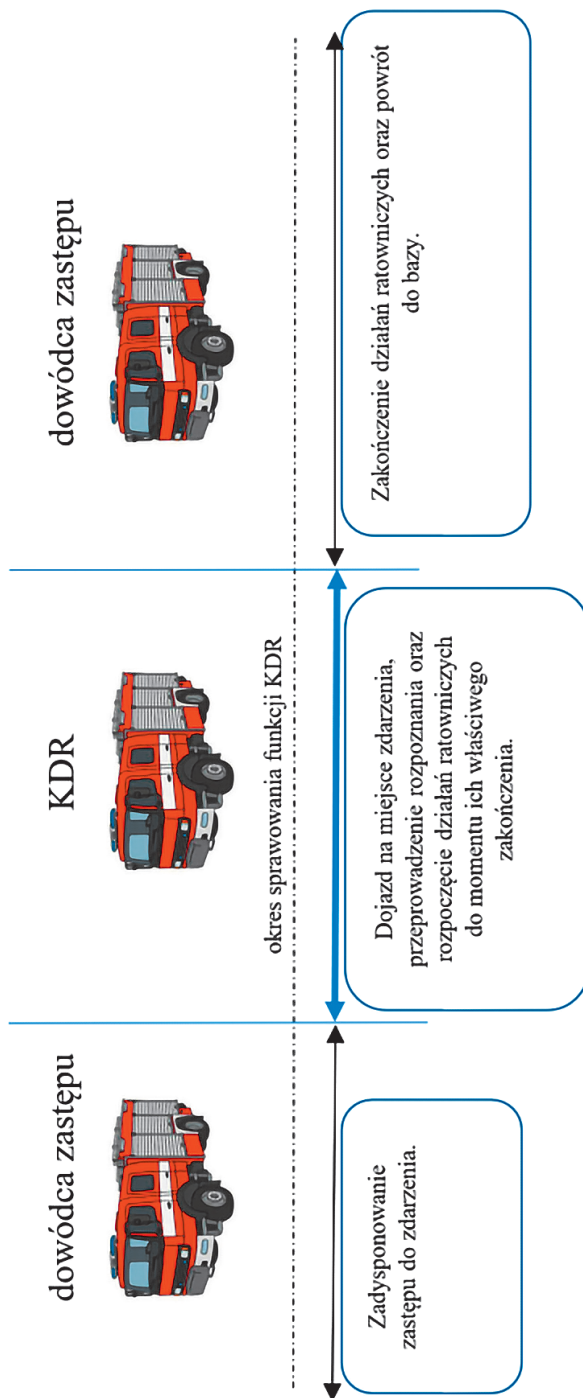 dowódca zastępu
KDR
dowódca zastępu
okres sprawowania funkcji KDR
Zadysponowanie
zastępu do zdarzenia.
Dojazd na miejsce zdarzenia,
przeprowadzenie rozpoznania oraz
rozpoczęcie działań ratowniczych
do momentu ich właściwego
zakończenia.
Zakończenie działań ratowniczych oraz powrót
do bazy.